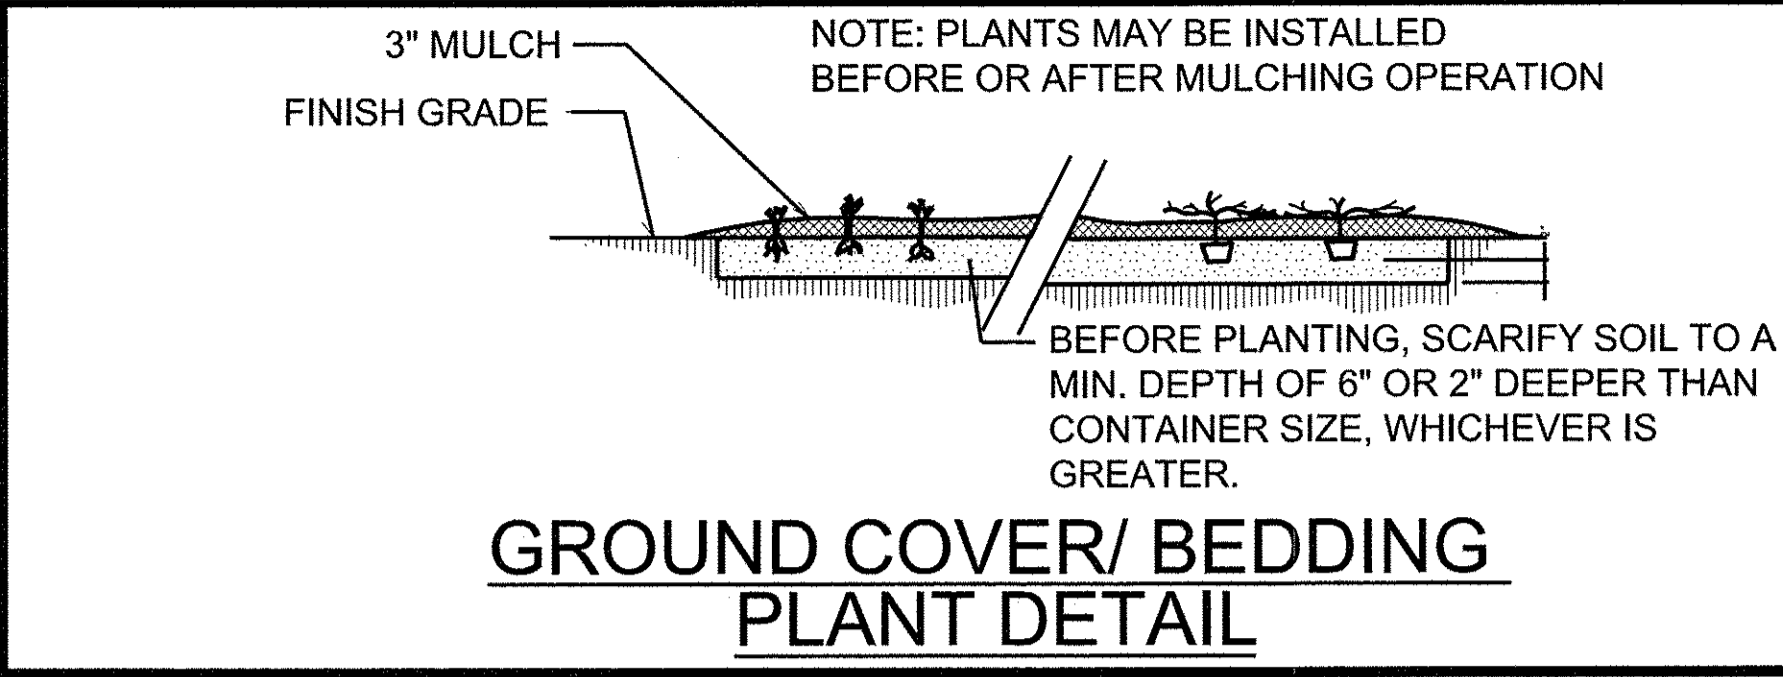 3" MULCH
FINISH GRADE
NOTE: PLANTS MAY BE INSTALLED
BEFORE OR AFTER MULCHING OPERATION
BEFORE PLANTING, SCARIFY SOIL TO A
MIN. DEPTH OF 6" OR 2" DEEPER THAN
CONTAINER SIZE, WHICHEVER IS
GREATER.
GROUND COVER/ BEDDING
PLANT DETAIL